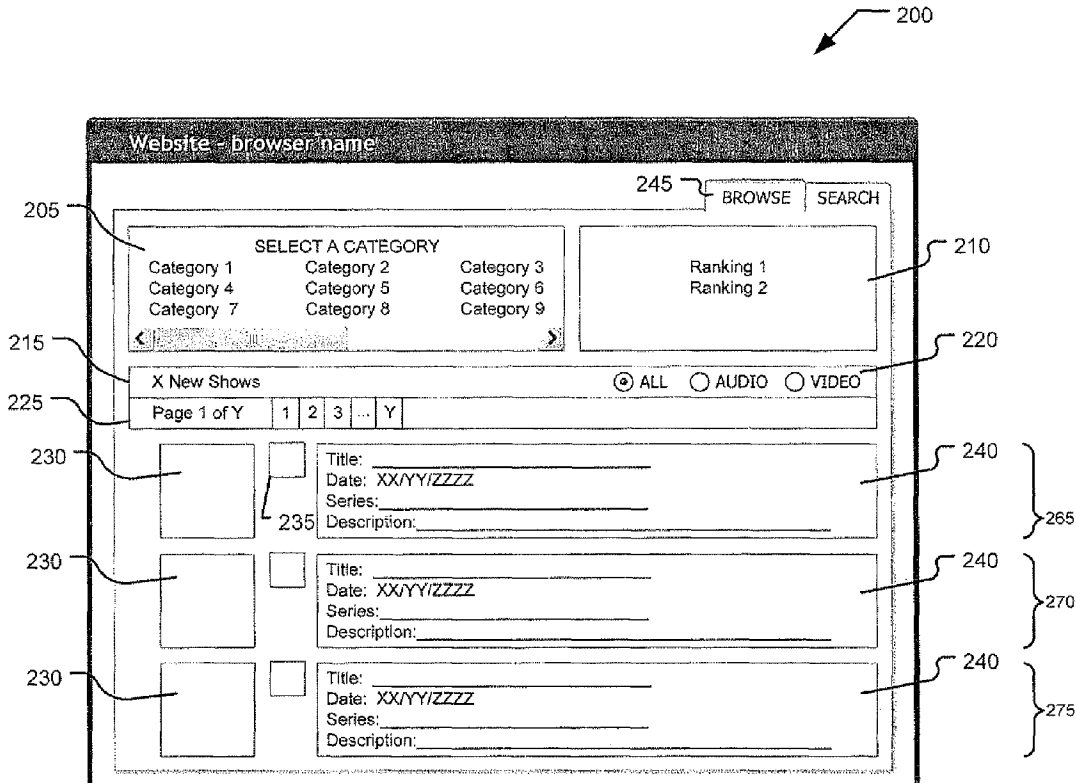 200
Website - browser name
245 BROWSE SEARCH
205
SELECT A CATEGORY
Category 1 Category 2 Category 3
Category 4 Category 5 Category 6
Category 7 Category 8 Category 9
< >
Ranking 1
Ranking 2
210
215
X New Shows ALL AUDIO VIDEO
220
225
Page 1 of Y 1 2 3 ... Y
230
235
Title:
Date: XX/YY/ZZZZ
Series:
Description:
240
265
230
Title:
Date: XX/YY/ZZZZ
Series:
Description:
240
270
230
Title:
Date: XX/YY/ZZZZ
Series:
Description:
240
275